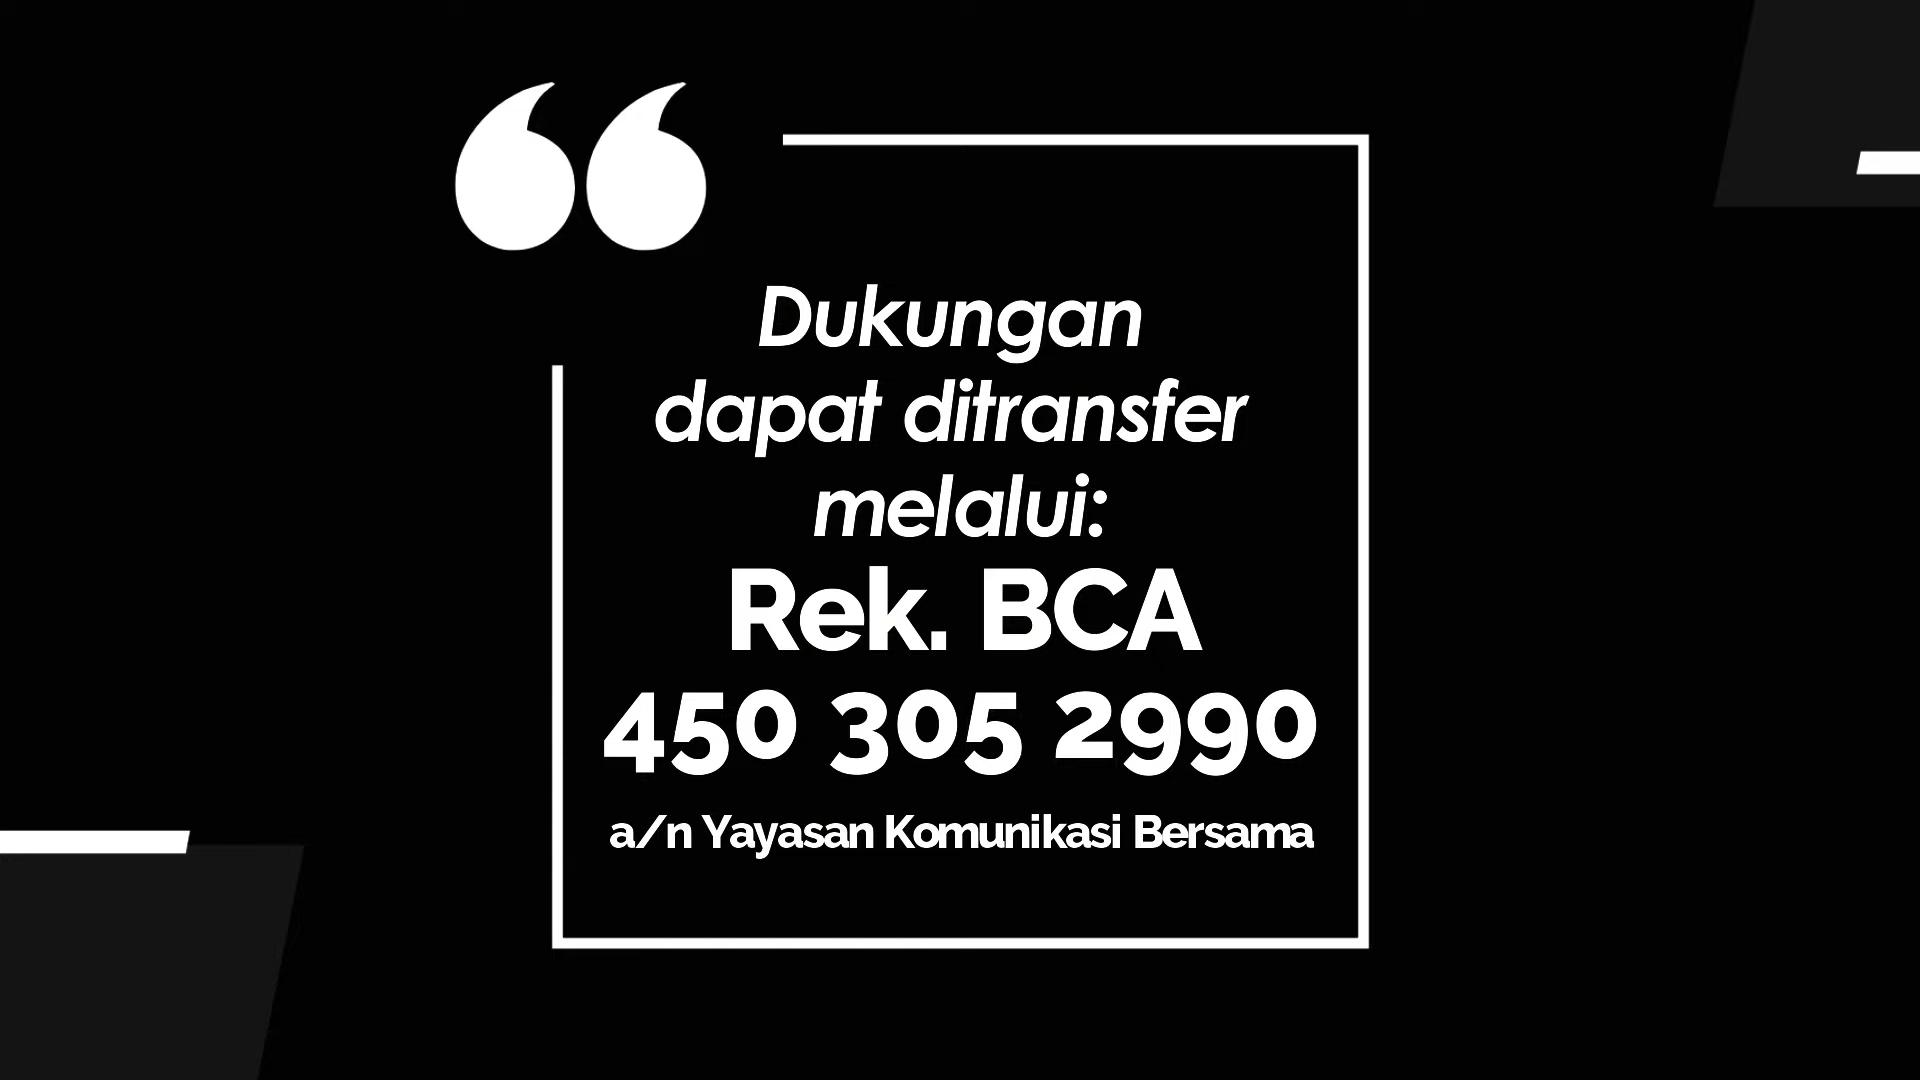 Dukungan
dapat ditransfer
melalui:
Rek. BCA
450 305 2990
a/n Yayasan Komunikasi Bersama